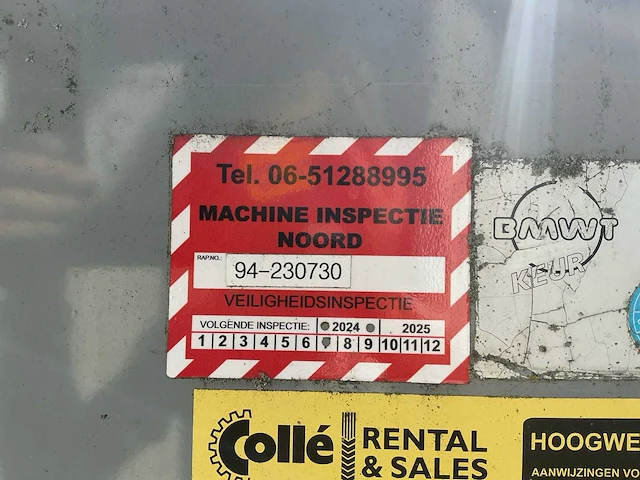 Tel. 06-51288995
MACHINE INSPECTIE
NOORD
RAP.NO.: 94-230730
VEILIGHEIDSINSPECTIE
VOLGENDE INSPECTIE: 2024 2025
1 2 3 4 5 6 8 9 10 11 12
BMWT
KEUR
Collé RENTAL
& SALES
HOOGWE
AANWIJZINGEN VO